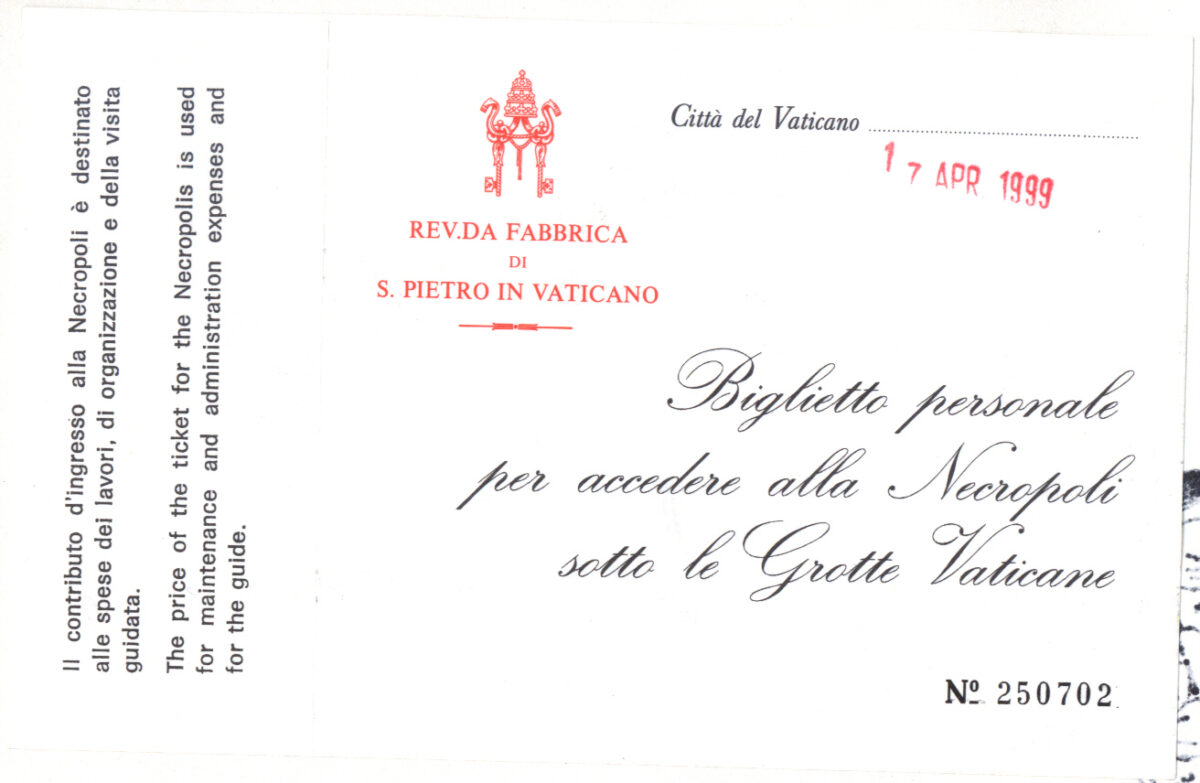 Il contributo d'ingresso alla Necropoli è destinato
alle spese dei lavori, di organizzazione e della visita
guidata.
The price of the ticket for the Necropolis is used
for maintenance and administration expenses and
for the guide.
Città del Vaticano
17 APR 1999
REV.DA FABBRICA
DI
S. PIETRO IN VATICANO
Biglietto personale
per accedere alla Necropoli
sotto le Grotte Vaticane
Nº 250702